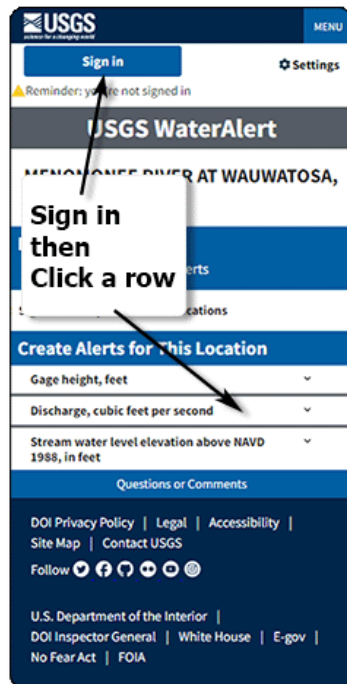 USGS
science for a changing world
MENU
Sign in
Settings
Reminder: you're not signed in
USGS WaterAlert
MENOMONEE RIVER AT WAUWATOSA,
Sign in
then
Click a row
erts
cations
Create Alerts for This Location
Gage height, feet
Discharge, cubic feet per second
Stream water level elevation above NAVD
1988, in feet
Questions or Comments
DOI Privacy Policy | Legal | Accessibility |
Site Map | Contact USGS
Follow
U.S. Department of the Interior |
DOI Inspector General | White House | E-gov |
No Fear Act | FOIA